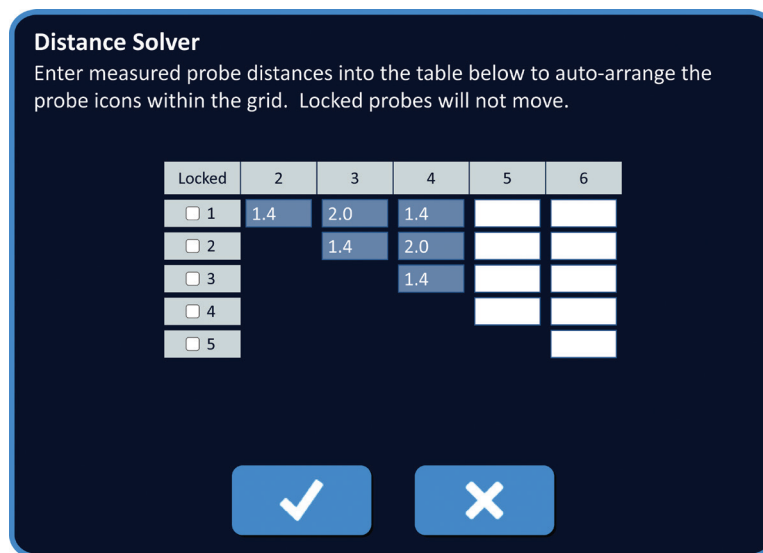 Distance Solver
Enter measured probe distances into the table below to auto-arrange the
probe icons within the grid.  Locked probes will not move.
Locked 2 3 4 5 6
1 1.4 2.0 1.4
2 1.4 2.0
3 1.4
4
5